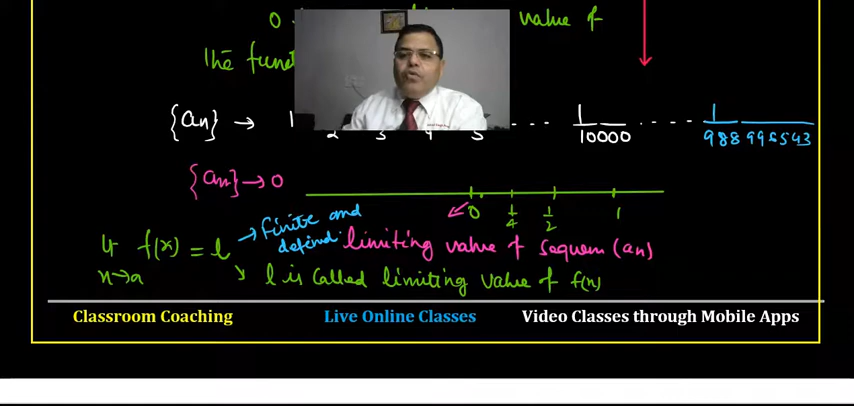 0 value of
The funct
{an} → 1 2 3 4 5 ... 1/10000 .... 1/988998543
{an} → 0
0 1/4 1/2 1
→ finite and
lt f(x) = l defined limiting value of sequence (an)
x→a ↘ l is called limiting value of f(x)
Classroom Coaching Live Online Classes Video Classes through Mobile Apps